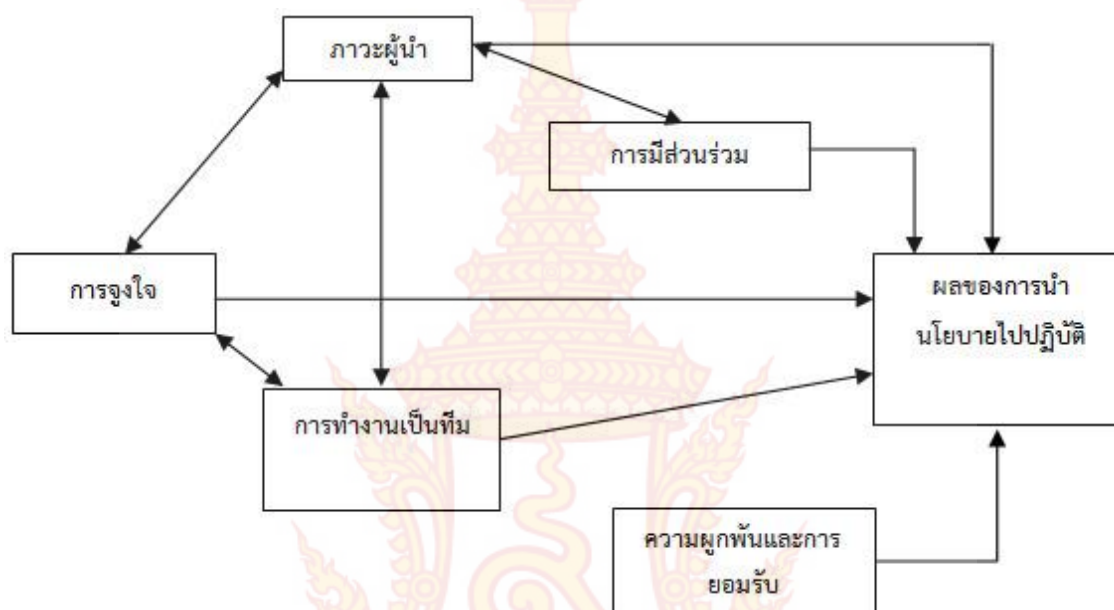 ภาวะผู้นำ
การมีส่วนร่วม
การจูงใจ
ผลของการนำ
นโยบายไปปฏิบัติ
การทำงานเป็นทีม
ความผูกพันและการ
ยอมรับ